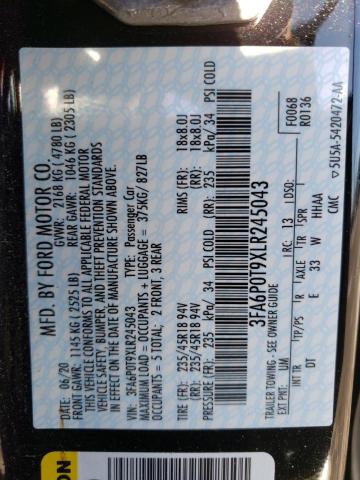 MFD. BY FORD MOTOR CO.
06/20 GVWR: 2168 KG ( 4780 LB)
FRONT GAWR: 1145 KG ( 2525 LB) REAR GAWR: 1046 KG ( 2305 LB)
THIS VEHICLE CONFORMS TO ALL APPLICABLE FEDERAL MOTOR
VEHICLE SAFETY, BUMPER, AND THEFT PREVENTION STANDARDS
IN EFFECT ON THE DATE OF MANUFACTURE SHOWN ABOVE.
VIN: 3FA6P0T9XLR245043 TYPE: Passenger Car
MAXIMUM LOAD = OCCUPANTS + LUGGAGE = 375KG/ 827LB
OCCUPANTS = 5 TOTAL: 2 FRONT, 3 REAR
TIRE (FR): 235/45R18 94V RIMS (FR): 18x8.0J
TIRE (RR): 235/45R18 94V (RR): 18x8.0J
PRESSURE (FR): 235 kPa/ 34 PSI COLD (RR): 235 kPa/ 34 PSI COLD
3FA6P0T9XLR245043
F0068
R0136
TRAILER TOWING - SEE OWNER GUIDE
EXT PNT: UM RC: 13 DSO:
INT TR TP/PS R AXLE TR
DT E 33 W HHAA
CMC 5U5A-5420472-AA
ON